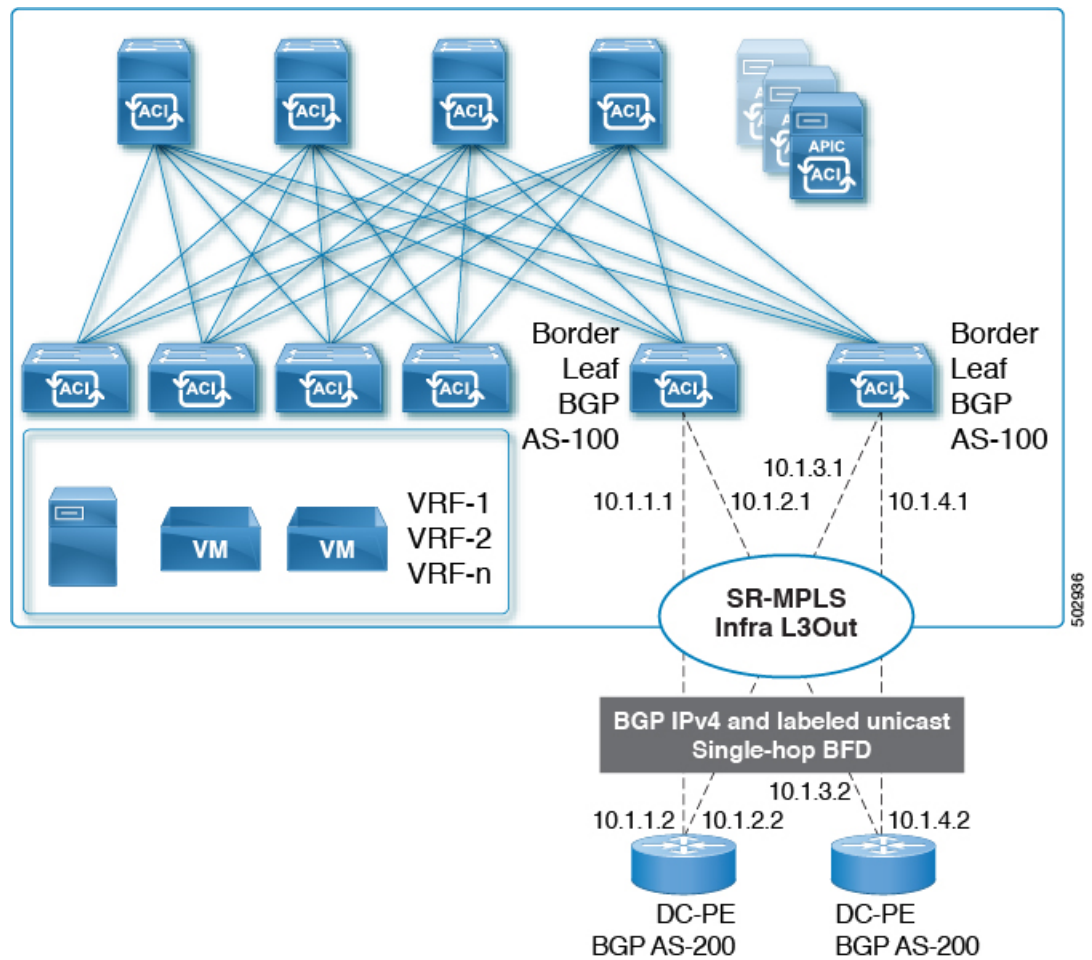 ACI
ACI
ACI
ACI
APIC
ACI
ACI
ACI
ACI
ACI
Border
Leaf
BGP
AS-100
ACI
ACI
Border
Leaf
BGP
AS-100
VM
VM
VRF-1
VRF-2
VRF-n
10.1.1.1
10.1.2.1
10.1.3.1
10.1.4.1
SR-MPLS
Infra L3Out
502936
BGP IPv4 and labeled unicast
Single-hop BFD
10.1.1.2
10.1.2.2
10.1.3.2
10.1.4.2
DC-PE
BGP AS-200
DC-PE
BGP AS-200